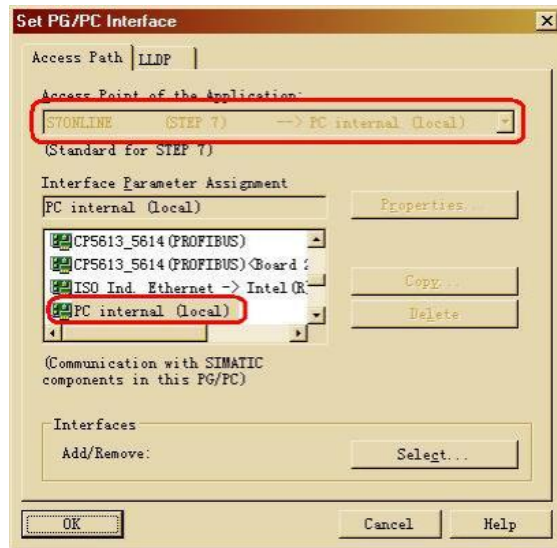 Set PG/PC Interface
Access Path LLDP
Access Point of the Application:
S7ONLINE (STEP 7) --> PC internal (local)
(Standard for STEP 7)
Interface Parameter Assignment
PC internal (local)
Properties...
CP5613_5614(PROFIBUS)
CP5613_5614(PROFIBUS)<Board 2
ISO Ind. Ethernet -> Intel(R)
PC internal (local)
Copy...
Delete
(Communication with SIMATIC
components in this PG/PC)
Interfaces
Add/Remove:
Select...
OK
Cancel
Help